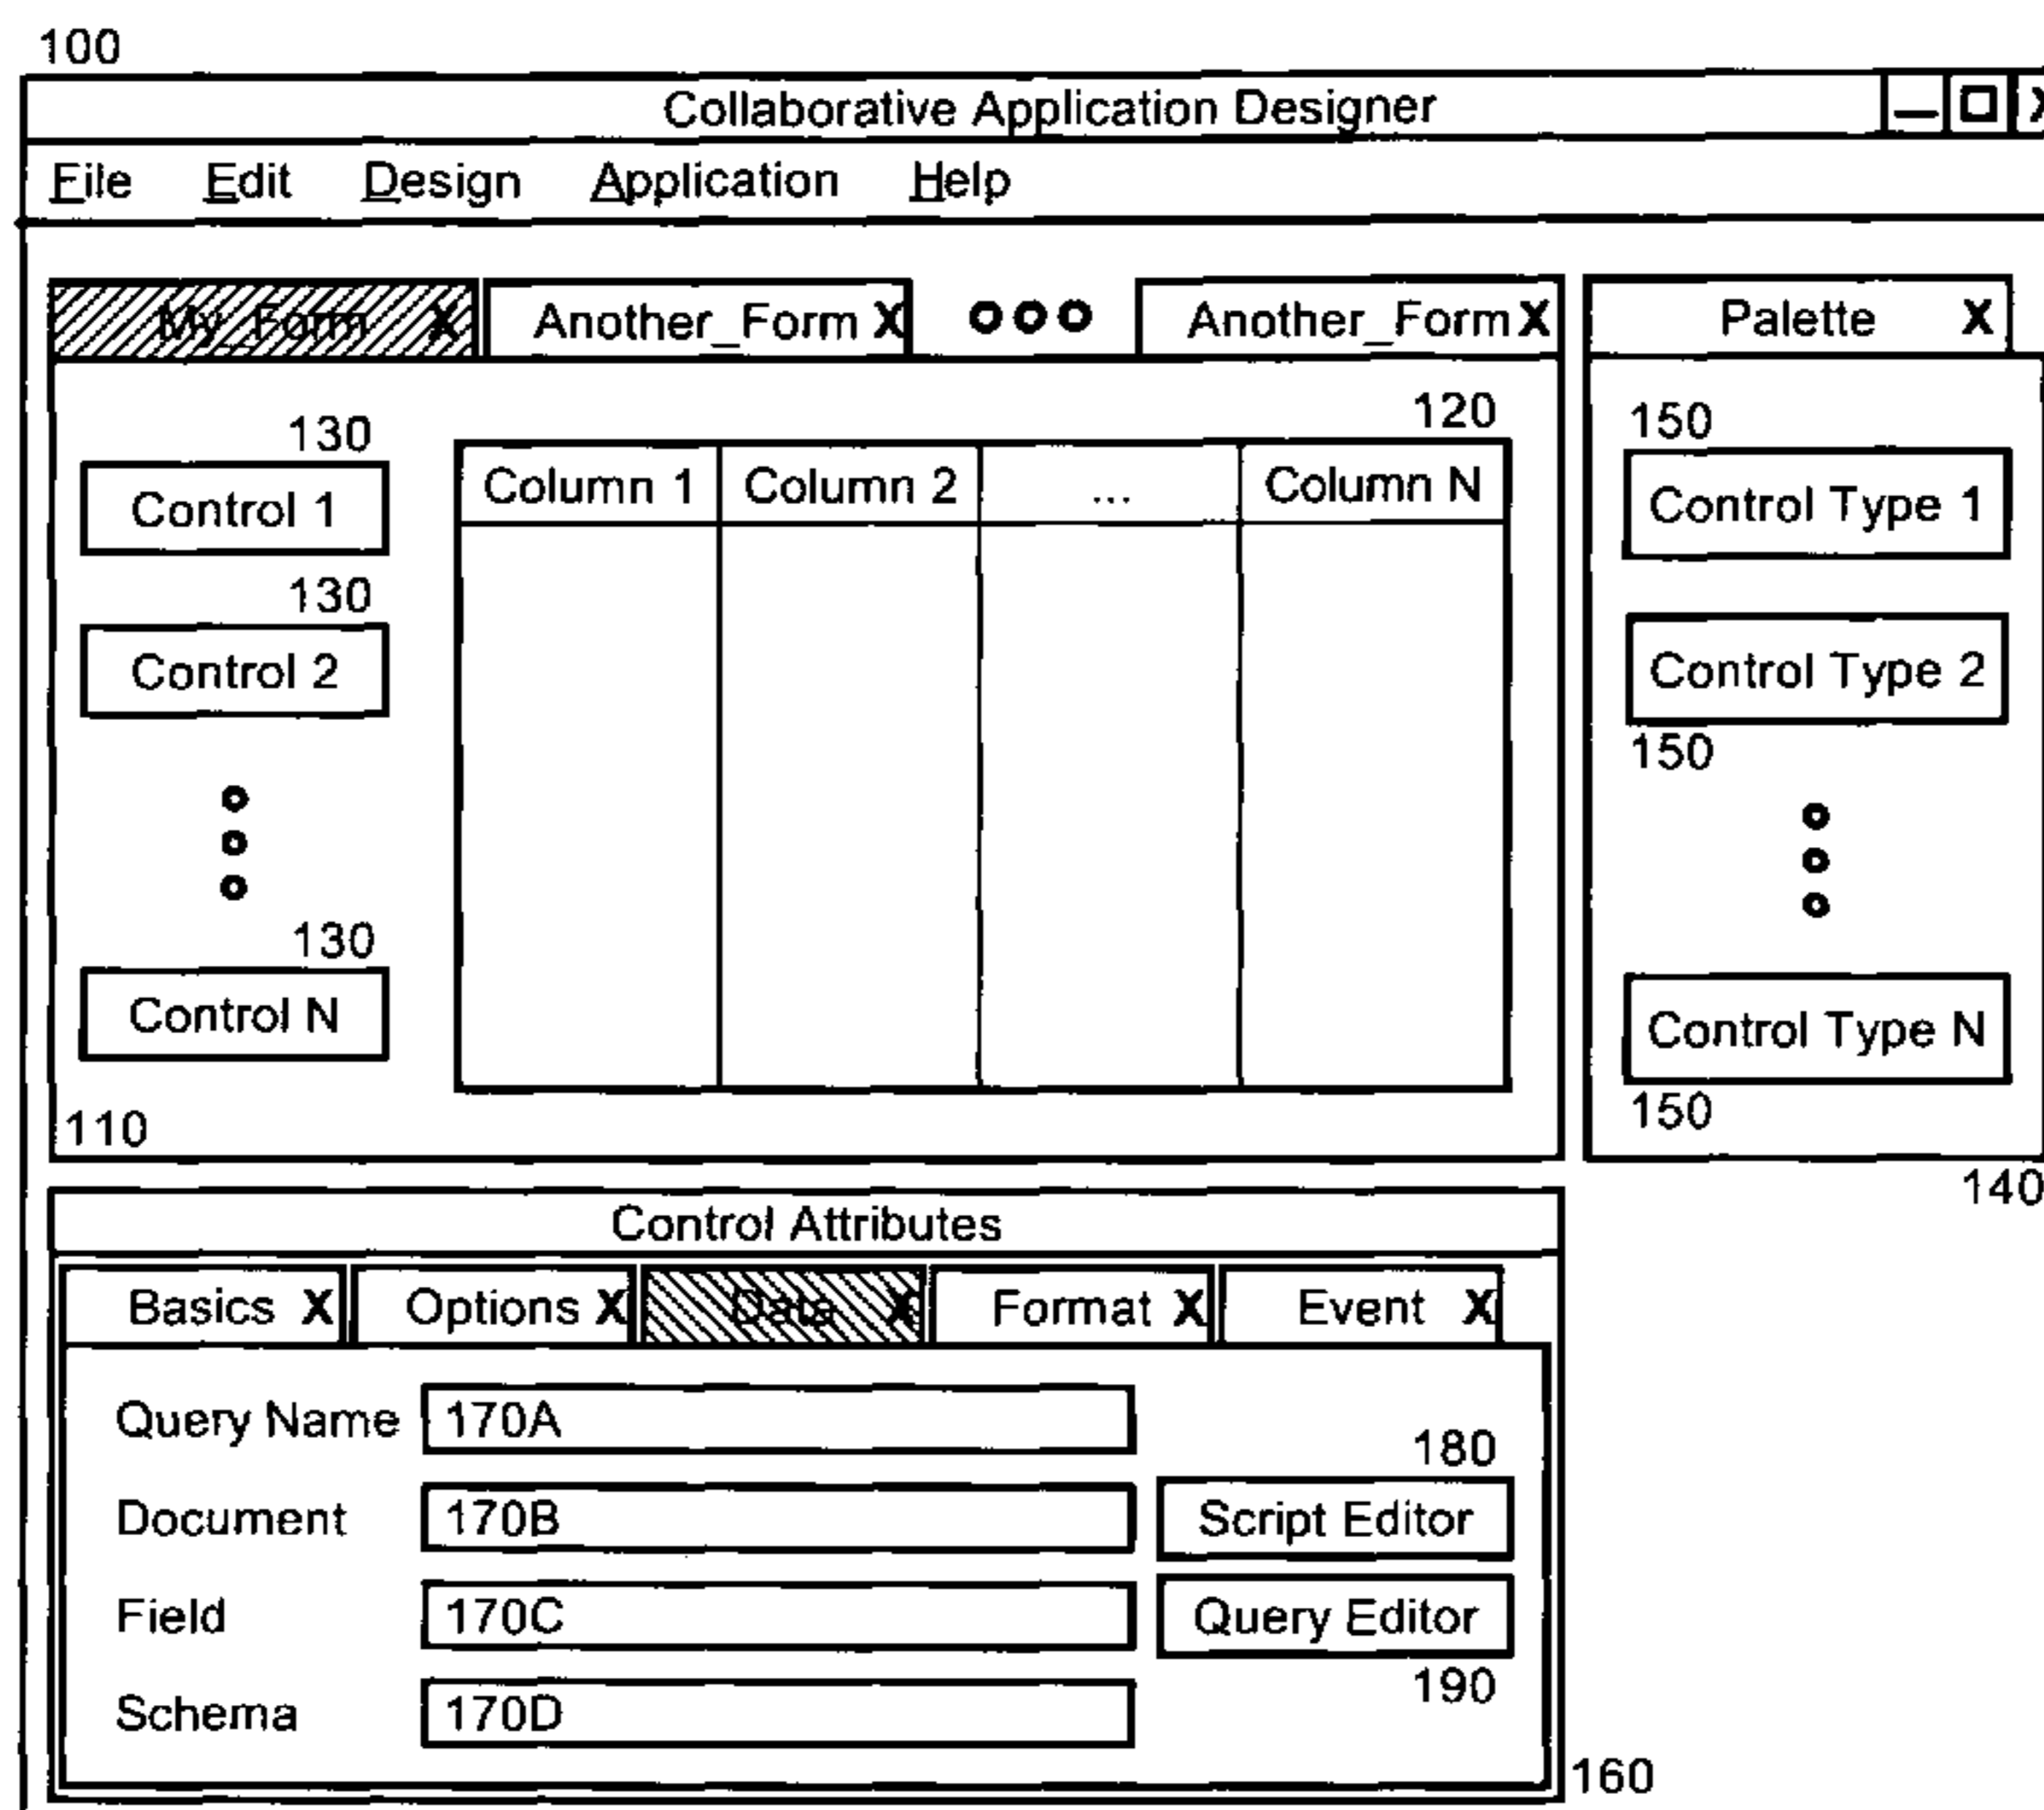 100
Collaborative Application Designer
File Edit Design Application Help
My_Form X Another_Form X Another_Form X Palette X
120
130 150
Control 1 Column 1 Column 2 ... Column N Control Type 1
130
Control 2 Control Type 2
150
130
Control N Control Type N
110 150
140
Control Attributes
Basics X Options X Data X Format X Event X
Query Name 170A
180
Document 170B Script Editor
Field 170C Query Editor
190
Schema 170D
160